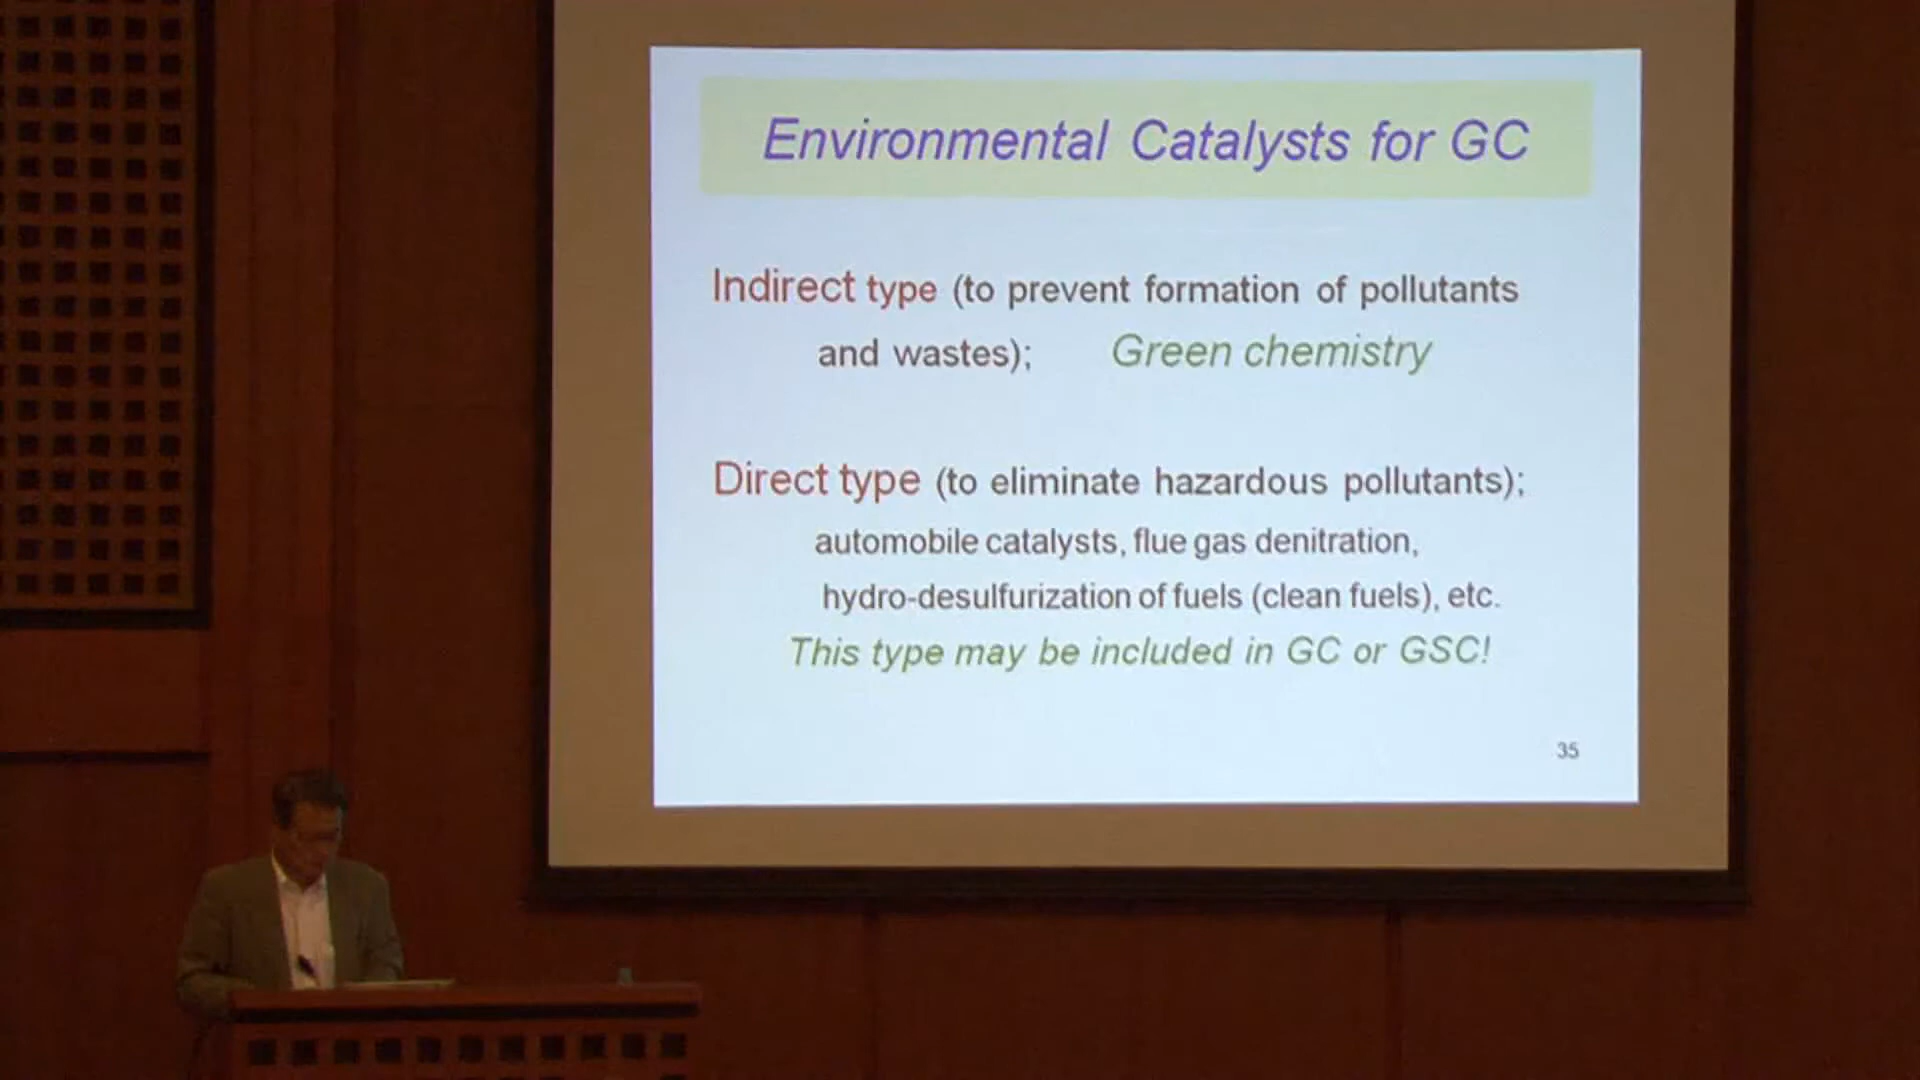 Environmental Catalysts for GC
Indirect type (to prevent formation of pollutants
and wastes); Green chemistry
Direct type (to eliminate hazardous pollutants);
automobile catalysts, flue gas denitration,
hydro-desulfurization of fuels (clean fuels), etc.
This type may be included in GC or GSC!
35